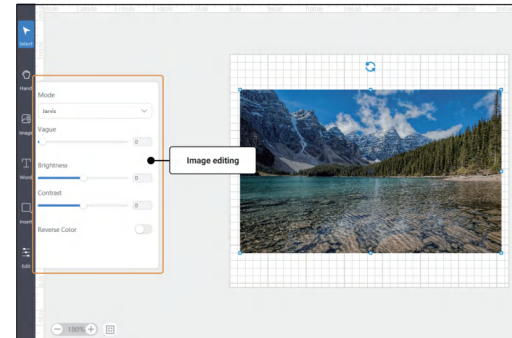 Select
Hand
Image
Word
Insert
Edit
Mode
Jarvis
Vague
0
Brightness
0
Contrast
0
Reverse Color
Image editing
100%